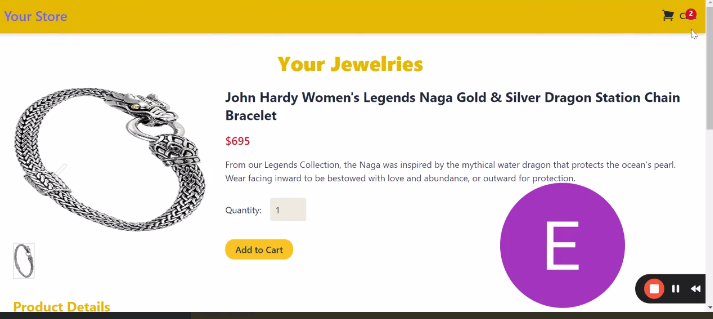 Your Store
2
Your Jewelries
John Hardy Women's Legends Naga Gold & Silver Dragon Station Chain
Bracelet
$695
From our Legends Collection, the Naga was inspired by the mythical water dragon that protects the ocean's pearl.
Wear facing inward to be bestowed with love and abundance, or outward for protection.
Quantity: 1
Add to Cart
E
Product Details